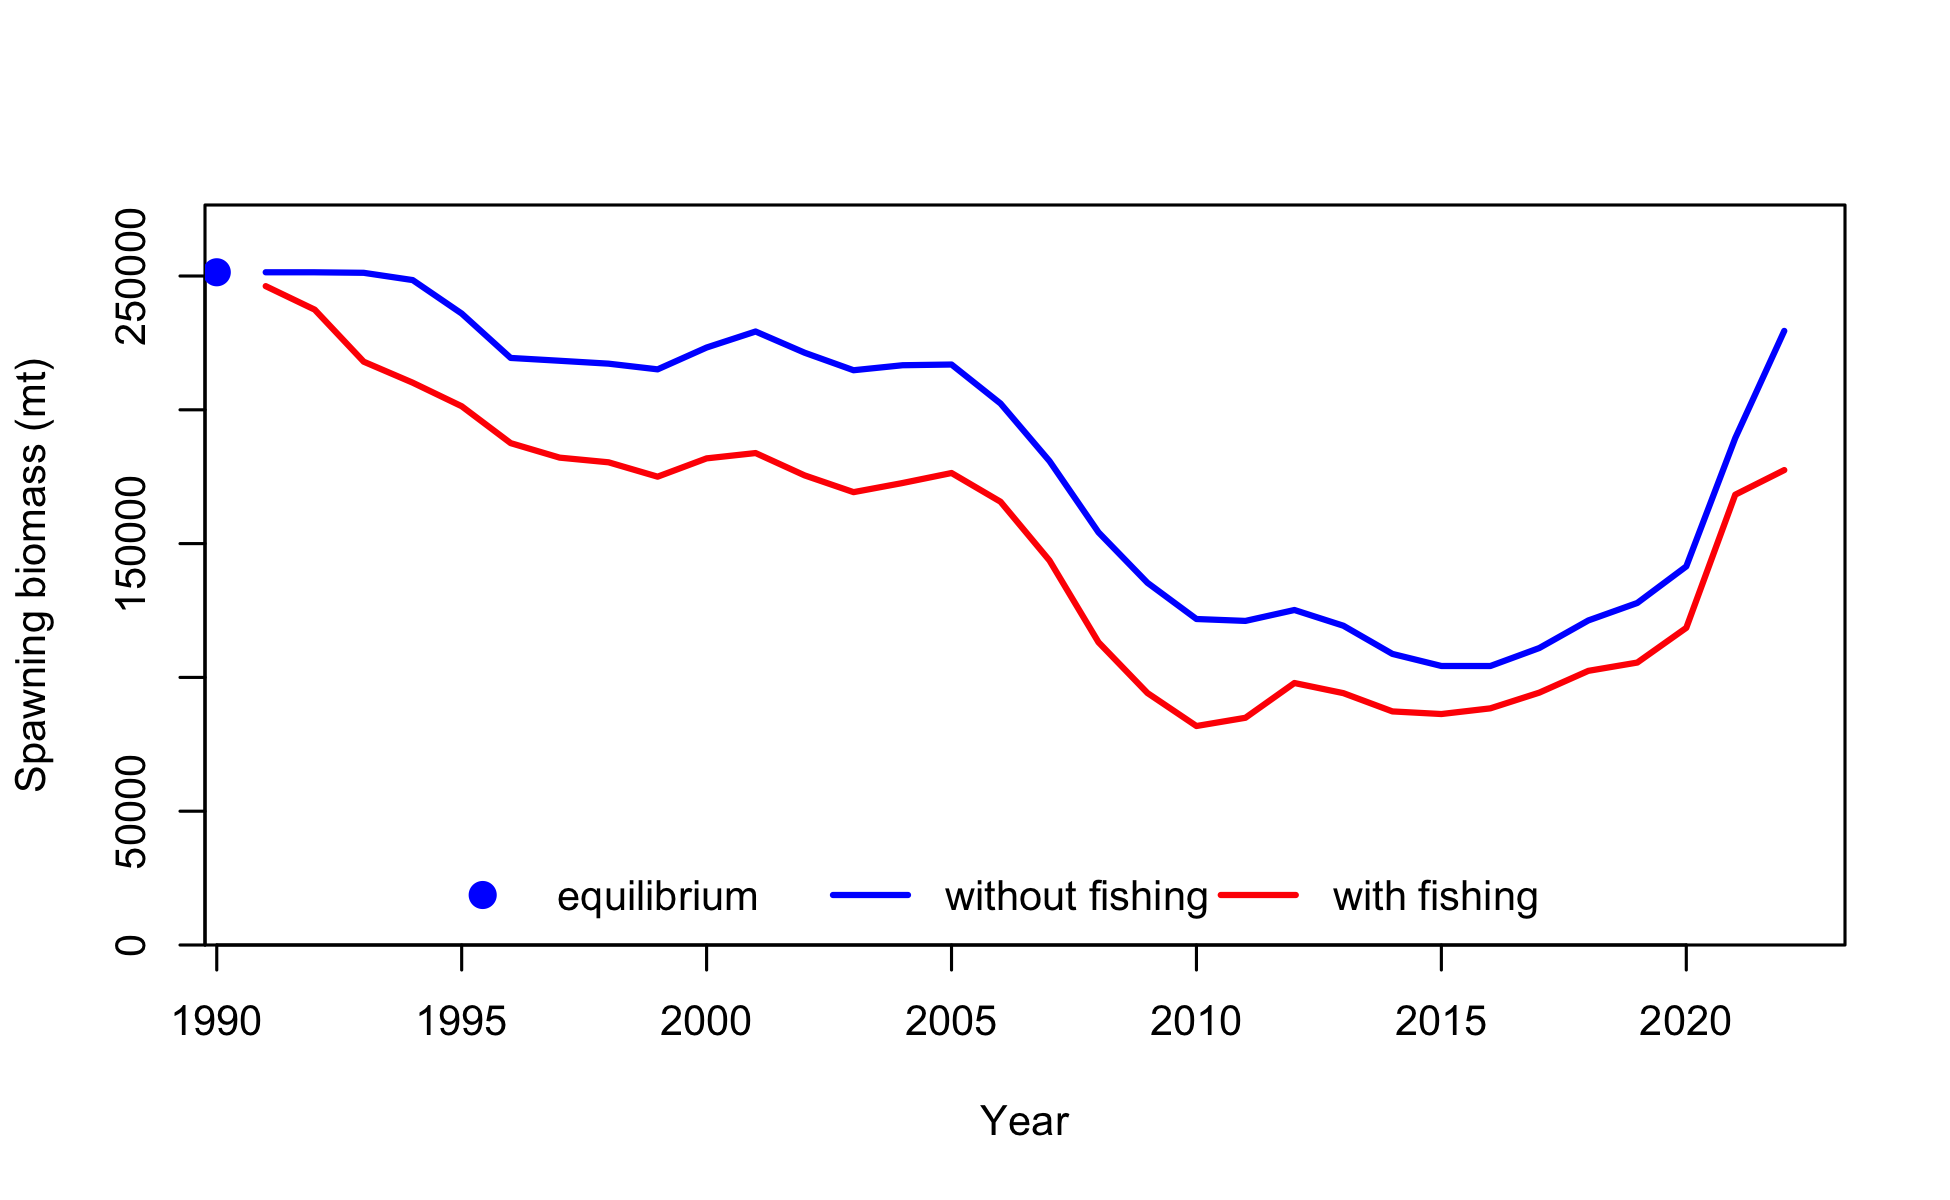 Spawning biomass (mt)
250000
150000
50000
0
equilibrium without fishing with fishing
1990 1995 2000 2005 2010 2015 2020
Year